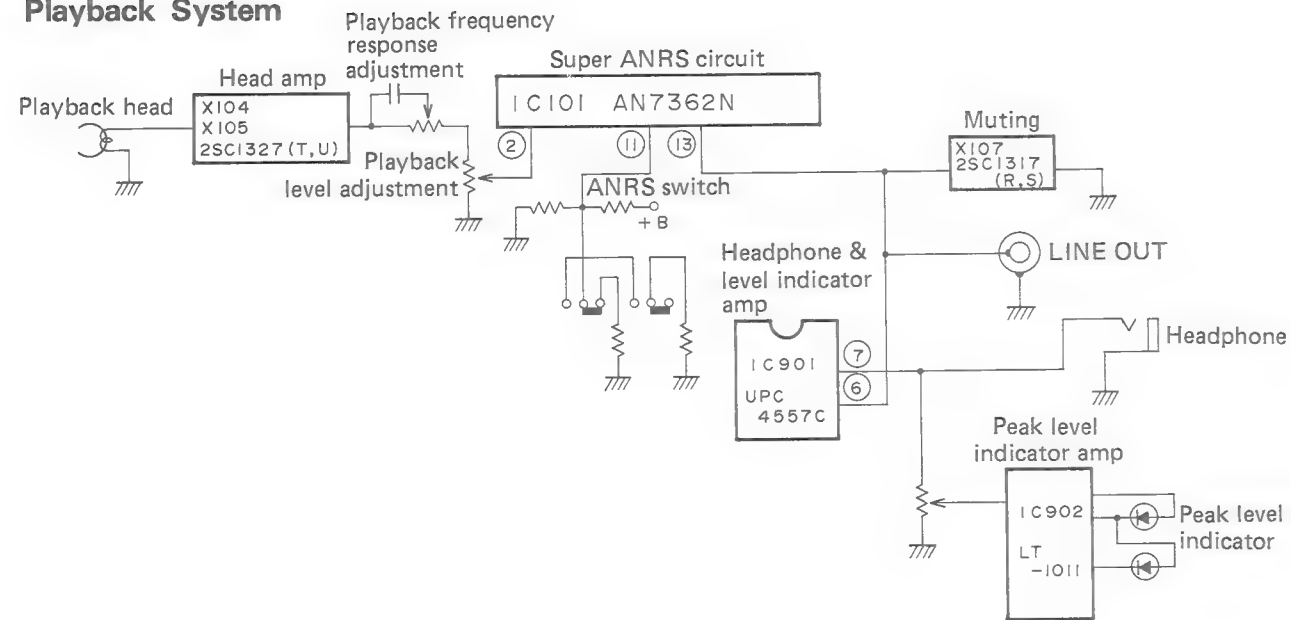 Playback System
Playback frequency
response
adjustment
Super ANRS circuit
Head amp
Playback head
X104
X105
2SC1327(T,U)
IC101 AN7362N
2
11
13
Muting
X107
2SC1317
(R,S)
Playback
level adjustment
ANRS switch
+B
Headphone &
level indicator
amp
LINE OUT
IC901
UPC
4557C
7
6
Headphone
Peak level
indicator amp
IC902
LT
-1011
Peak level
indicator